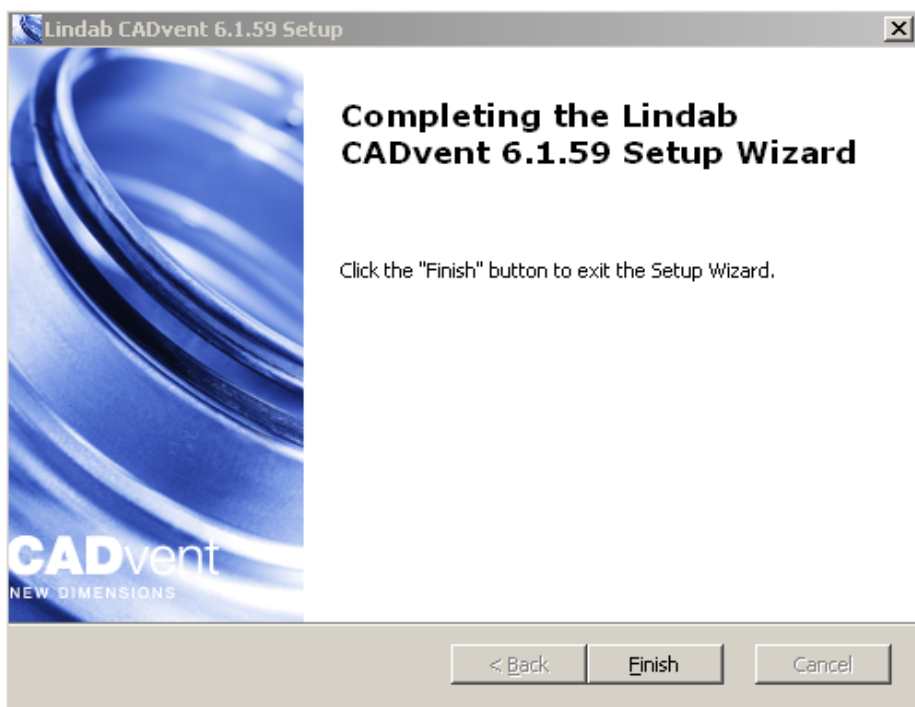 Lindab CADvent 6.1.59 Setup
Completing the Lindab
CADvent 6.1.59 Setup Wizard
Click the "Finish" button to exit the Setup Wizard.
CADvent
NEW DIMENSIONS
< Back
Finish
Cancel